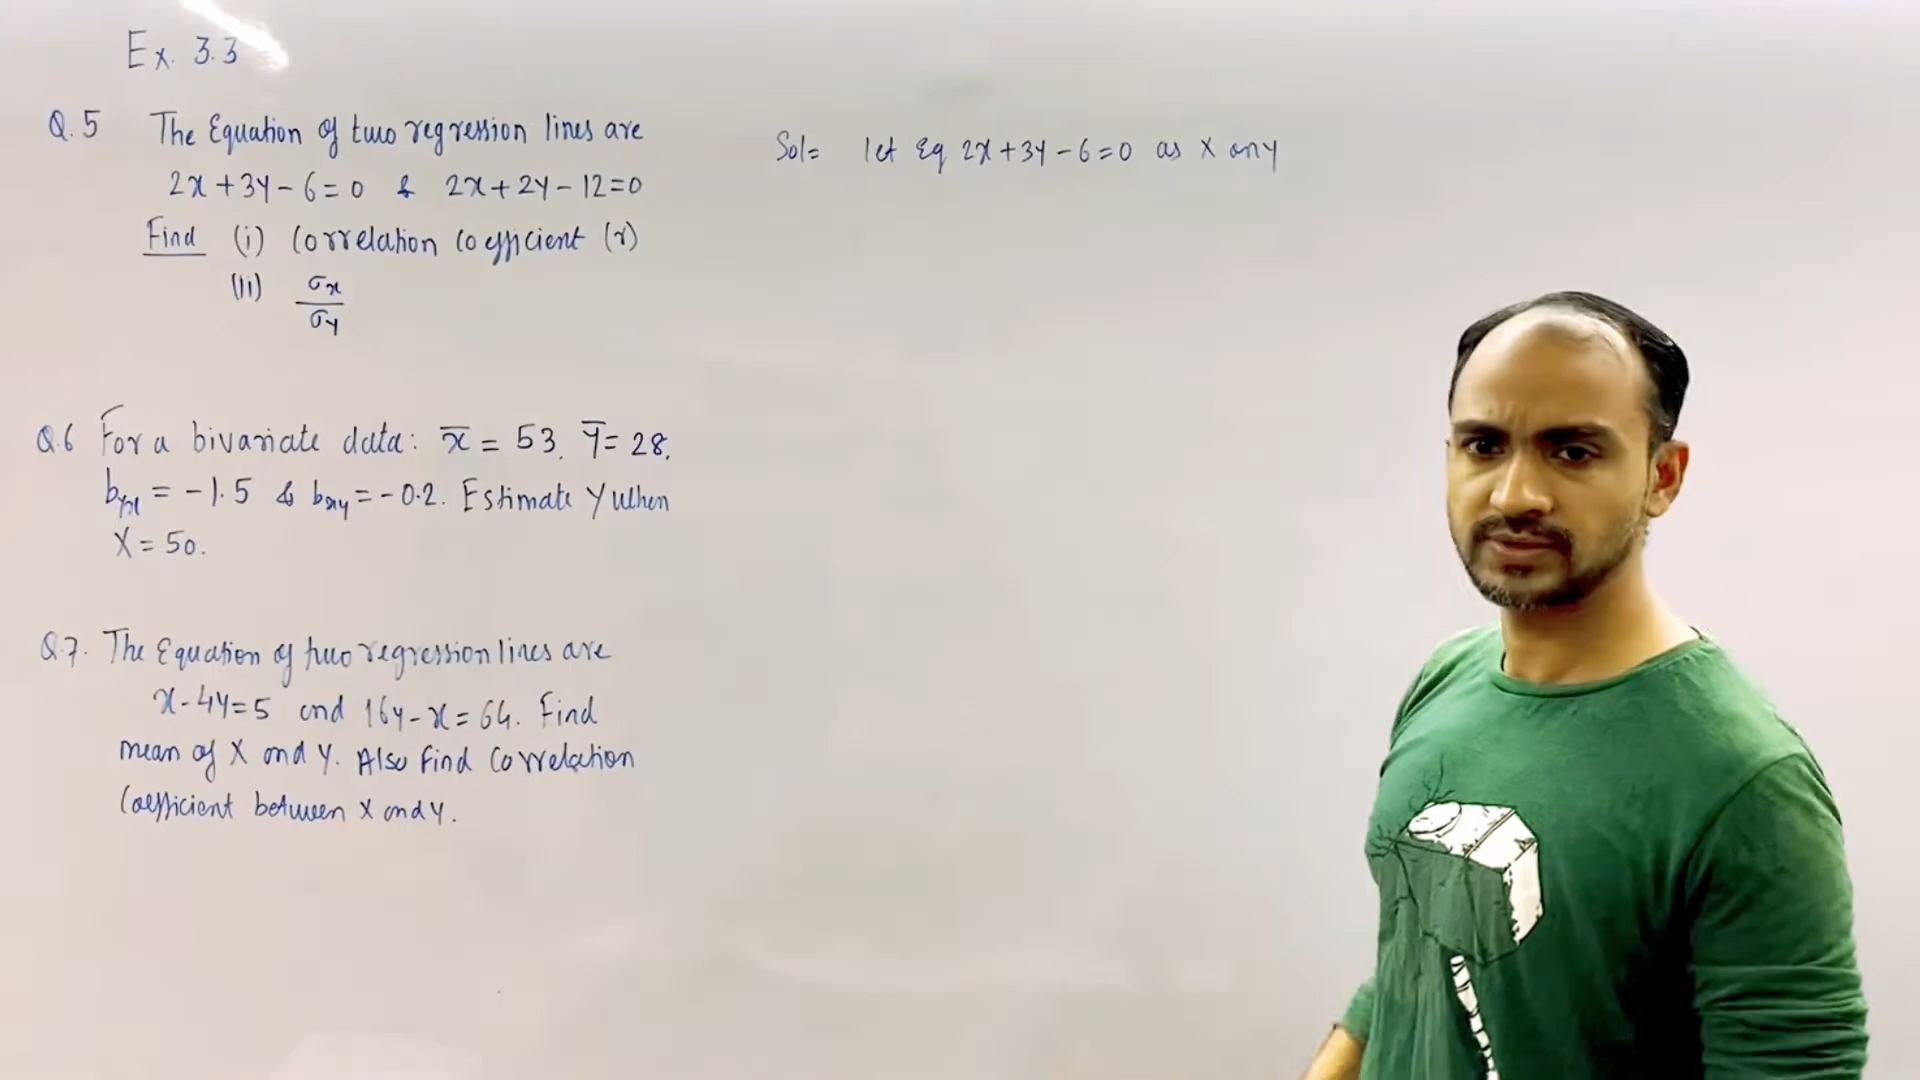 Ex. 3.3
Q.5 The Equation of two regression lines are
2x+3y-6=0 & 2x+2y-12=0
Find (i) Correlation coefficient (r)
(ii) σx/σy
Q.6 For a bivariate data: x̄ = 53, ȳ = 28,
byx = -1.5 & bxy = -0.2. Estimate Y when
X = 50.
Q.7. The Equation of two regression lines are
x-4y=5 and 16y-x=64. Find
mean of X and Y. Also find correlation
Coefficient between X and Y.
Sol= let Eq 2x+3y-6=0 as X on Y